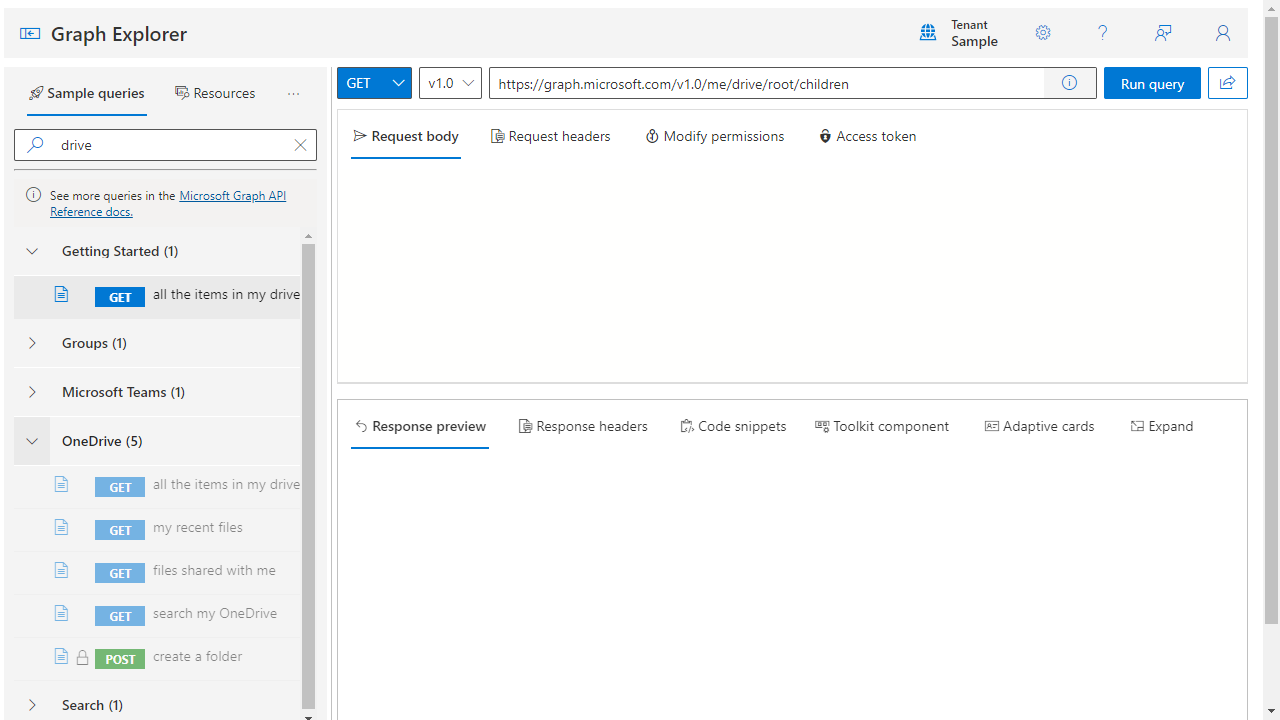 Graph Explorer
Tenant
Sample
Sample queries
Resources
drive
See more queries in the Microsoft Graph API
Reference docs.
Getting Started (1)
GET all the items in my drive
Groups (1)
Microsoft Teams (1)
OneDrive (5)
GET all the items in my drive
GET my recent files
GET files shared with me
GET search my OneDrive
POST create a folder
Search (1)
GET v1.0 https://graph.microsoft.com/v1.0/me/drive/root/children Run query
Request body Request headers Modify permissions Access token
Response preview Response headers Code snippets Toolkit component Adaptive cards Expand